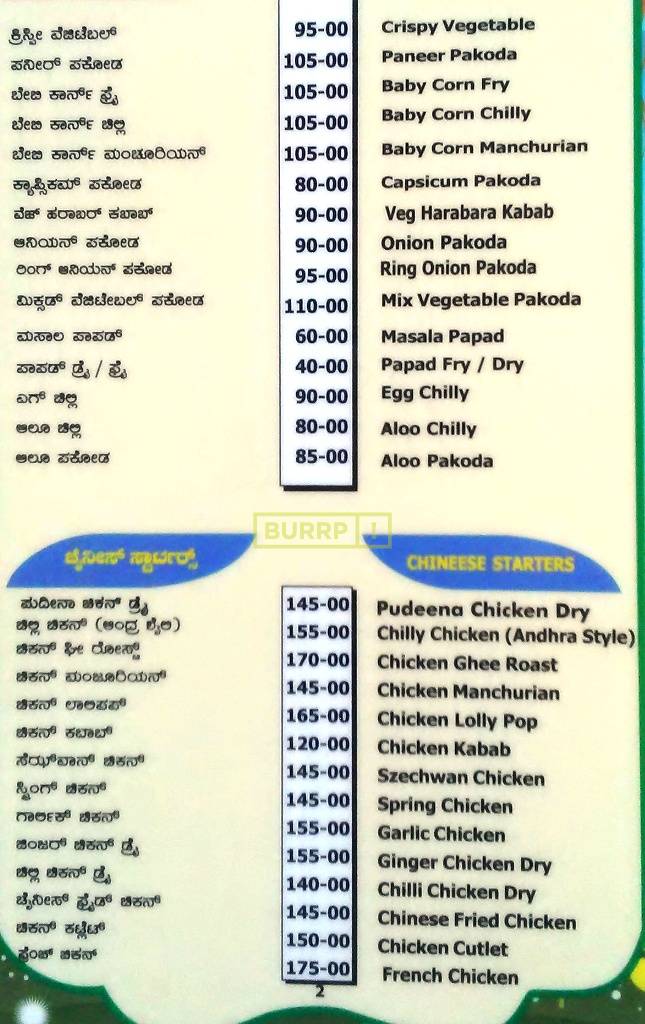 ಕ್ರಿಸ್ಪೀ ವೆಜಿಟೆಬಲ್ 95-00 Crispy Vegetable
ಪನೀರ್ ಪಕೋಡ 105-00 Paneer Pakoda
ಬೇಬಿ ಕಾರ್ನ್ ಫ್ರೈ 105-00 Baby Corn Fry
ಬೇಬಿ ಕಾರ್ನ್ ಚಿಲ್ಲಿ 105-00 Baby Corn Chilly
ಬೇಬಿ ಕಾರ್ನ್ ಮಂಚೂರಿಯನ್ 105-00 Baby Corn Manchurian
ಕ್ಯಾಪ್ಸಿಕಮ್ ಪಕೋಡ 80-00 Capsicum Pakoda
ವೆಜ್ ಹರಾಬರ್ ಕಬಾಬ್ 90-00 Veg Harabara Kabab
ಆನಿಯನ್ ಪಕೋಡ 90-00 Onion Pakoda
ರಿಂಗ್ ಆನಿಯನ್ ಪಕೋಡ 95-00 Ring Onion Pakoda
ಮಿಕ್ಸಡ್ ವೆಜಿಟೇಬಲ್ ಪಕೋಡ 110-00 Mix Vegetable Pakoda
ಮಸಾಲ ಪಾಪಡ್ 60-00 Masala Papad
ಪಾಪಡ್ ಡ್ರೈ / ಫ್ರೈ 40-00 Papad Fry / Dry
ಎಗ್ ಚಿಲ್ಲಿ 90-00 Egg Chilly
ಆಲೂ ಚಿಲ್ಲಿ 80-00 Aloo Chilly
ಆಲೂ ಪಕೋಡ 85-00 Aloo Pakoda
BURRP !
ಚೈನೀಸ್ ಸ್ಟಾರ್ಟರ್ಸ್ CHINEESE STARTERS
ಪುದೀನಾ ಚಿಕನ್ ಡ್ರೈ 145-00 Pudeena Chicken Dry
ಚಿಲ್ಲಿ ಚಿಕನ್ (ಆಂದ್ರ ಶೈಲಿ) 155-00 Chilly Chicken (Andhra Style)
ಚಿಕನ್ ಘೀ ರೋಸ್ಟ್ 170-00 Chicken Ghee Roast
ಚಿಕನ್ ಮಂಜೂರಿಯನ್ 145-00 Chicken Manchurian
ಚಿಕನ್ ಲಾಲಿಪಪ್ 165-00 Chicken Lolly Pop
ಚಿಕನ್ ಕಬಾಬ್ 120-00 Chicken Kabab
ಸೆಝ್‌ವಾನ್ ಚಿಕನ್ 145-00 Szechwan Chicken
ಸ್ಪ್ರಿಂಗ್ ಚಿಕನ್ 145-00 Spring Chicken
ಗಾರ್ಲಿಕ್ ಚಿಕನ್ 155-00 Garlic Chicken
ಜಿಂಜರ್ ಚಿಕನ್ ಡ್ರೈ 155-00 Ginger Chicken Dry
ಚಿಲ್ಲಿ ಚಿಕನ್ ಡ್ರೈ 140-00 Chilli Chicken Dry
ಚೈನೀಸ್ ಫ್ರೈಡ್ ಚಿಕನ್ 145-00 Chinese Fried Chicken
ಚಿಕನ್ ಕಟ್ಲೆಟ್ 150-00 Chicken Cutlet
ಫ್ರೆಂಚ್ ಚಿಕನ್ 175-00 French Chicken
2